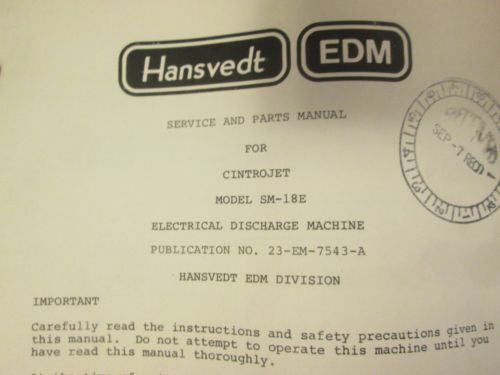 Hansvedt EDM
SERVICE AND PARTS MANUAL
FOR
CINTROJET
MODEL SM-18E
ELECTRICAL DISCHARGE MACHINE
PUBLICATION NO. 23-EM-7543-A
HANSVEDT EDM DIVISION
IMPORTANT
Carefully read the instructions and safety precautions given in
this manual. Do not attempt to operate this machine until you
have read this manual thoroughly.
SEP -7 REC'D